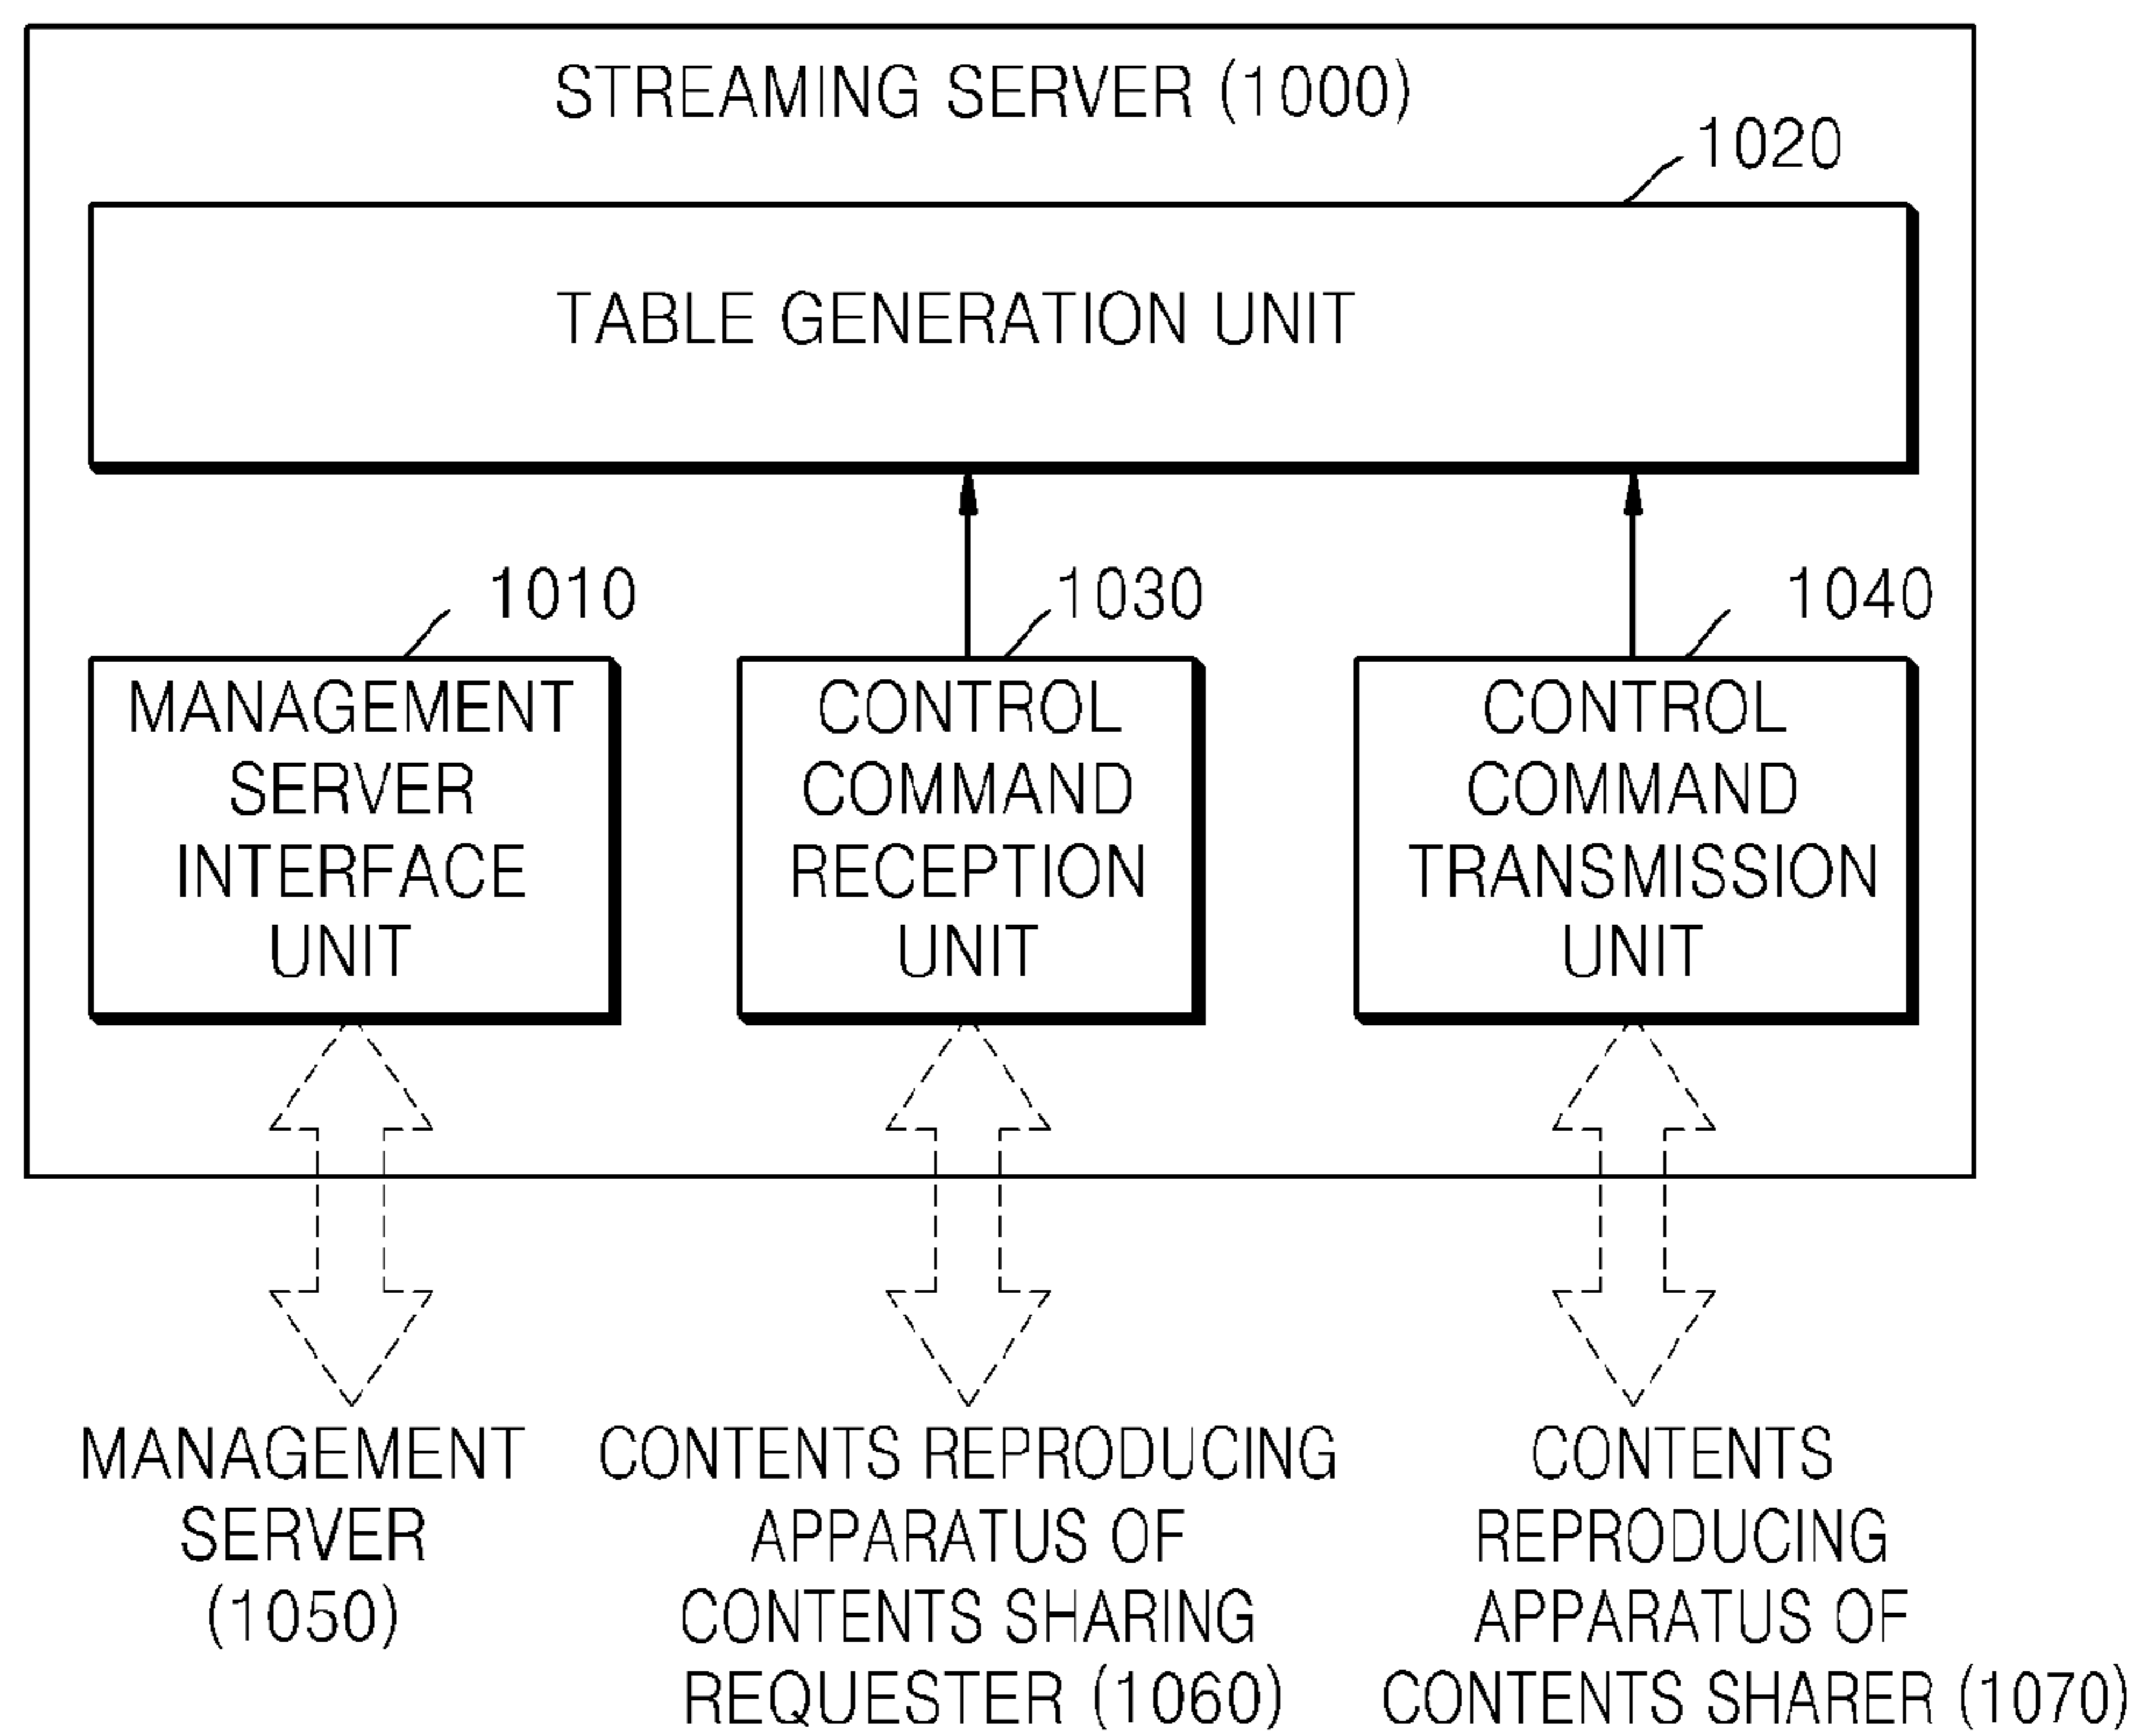 STREAMING SERVER (1000)
1020
TABLE GENERATION UNIT
1010
1030
1040
MANAGEMENT
SERVER
INTERFACE
UNIT
CONTROL
COMMAND
RECEPTION
UNIT
CONTROL
COMMAND
TRANSMISSION
UNIT
MANAGEMENT
SERVER
(1050)
CONTENTS REPRODUCING
APPARATUS OF
CONTENTS SHARING
REQUESTER (1060)
CONTENTS
REPRODUCING
APPARATUS OF
CONTENTS SHARER (1070)